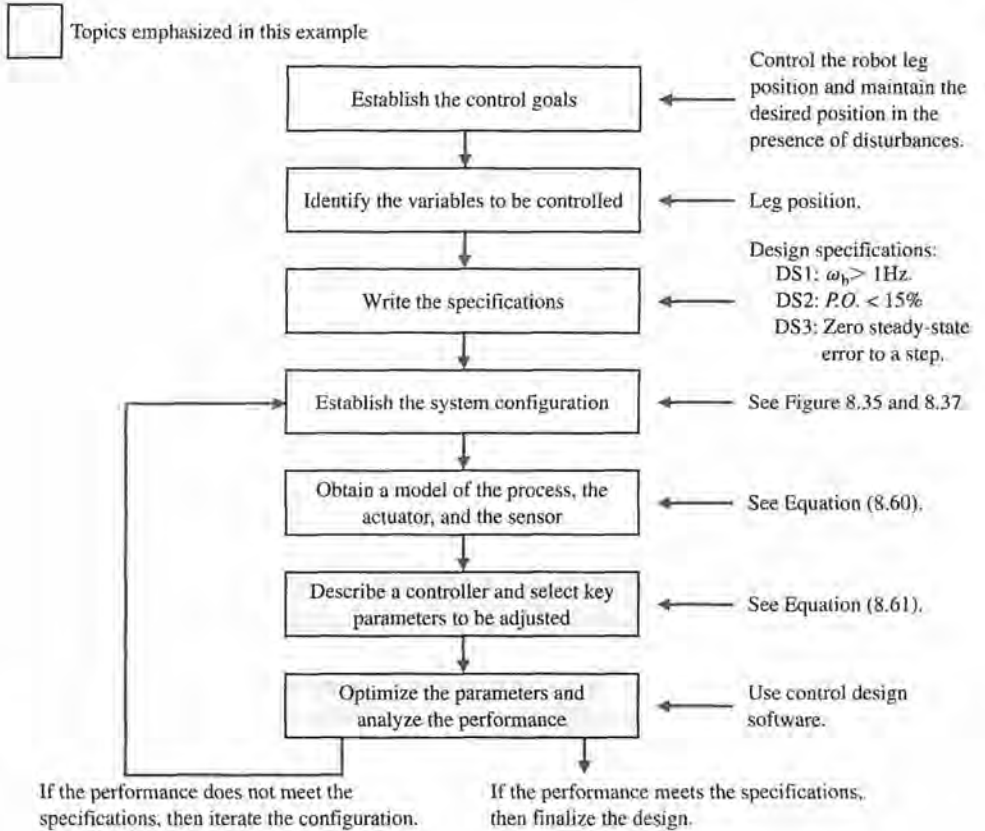 Topics emphasized in this example
Establish the control goals
Control the robot leg
position and maintain the
desired position in the
presence of disturbances.
Identify the variables to be controlled
Leg position.
Write the specifications
Design specifications:
DS1: ω_b > 1Hz.
DS2: P.O. < 15%
DS3: Zero steady-state
error to a step.
Establish the system configuration
See Figure 8.35 and 8.37
Obtain a model of the process, the
actuator, and the sensor
See Equation (8.60).
Describe a controller and select key
parameters to be adjusted
See Equation (8.61).
Optimize the parameters and
analyze the performance
Use control design
software.
If the performance does not meet the
specifications, then iterate the configuration.
If the performance meets the specifications,
then finalize the design.